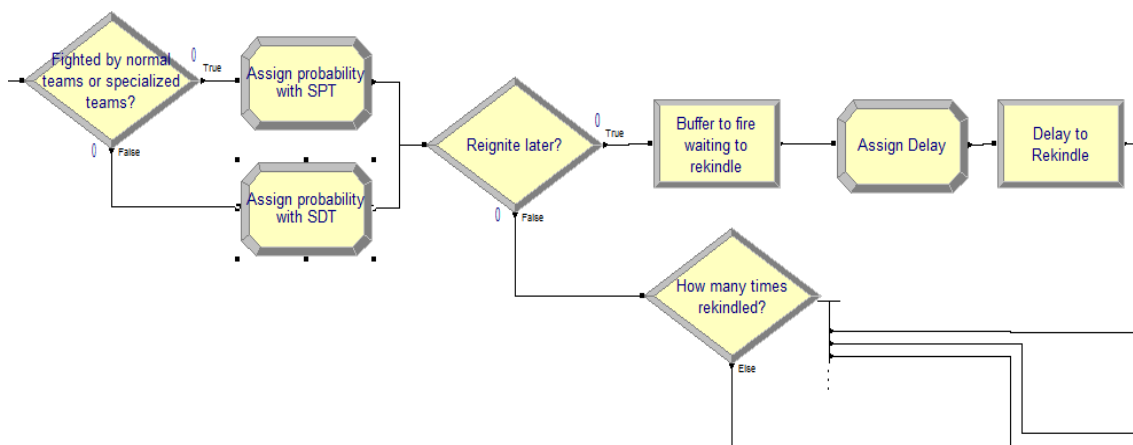 Fighted by normal
teams or specialized
teams?
0
True
0
False
Assign probability
with SPT
Assign probability
with SDT
Reignite later?
0
True
0
False
Buffer to fire
waiting to
rekindle
Assign Delay
Delay to
Rekindle
How many times
rekindled?
Else